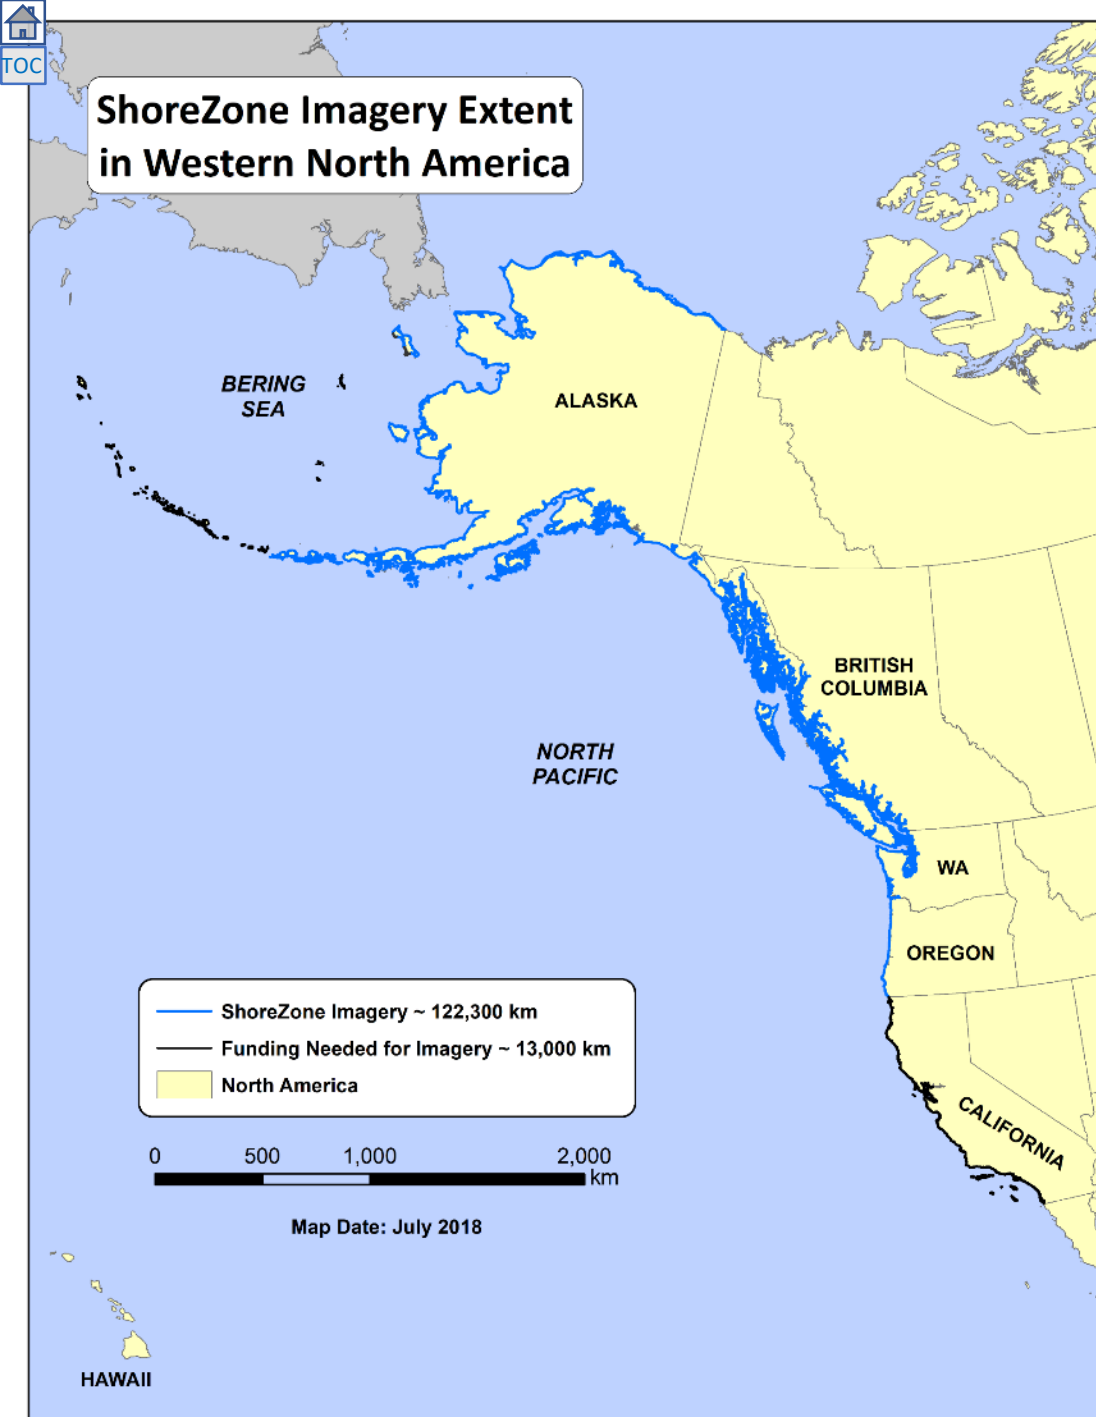 TOC
ShoreZone Imagery Extent
in Western North America
BERING
SEA
ALASKA
BRITISH
COLUMBIA
NORTH
PACIFIC
WA
OREGON
CALIFORNIA
ShoreZone Imagery ~ 122,300 km
Funding Needed for Imagery ~ 13,000 km
North America
0 500 1,000 2,000
km
Map Date: July 2018
HAWAII